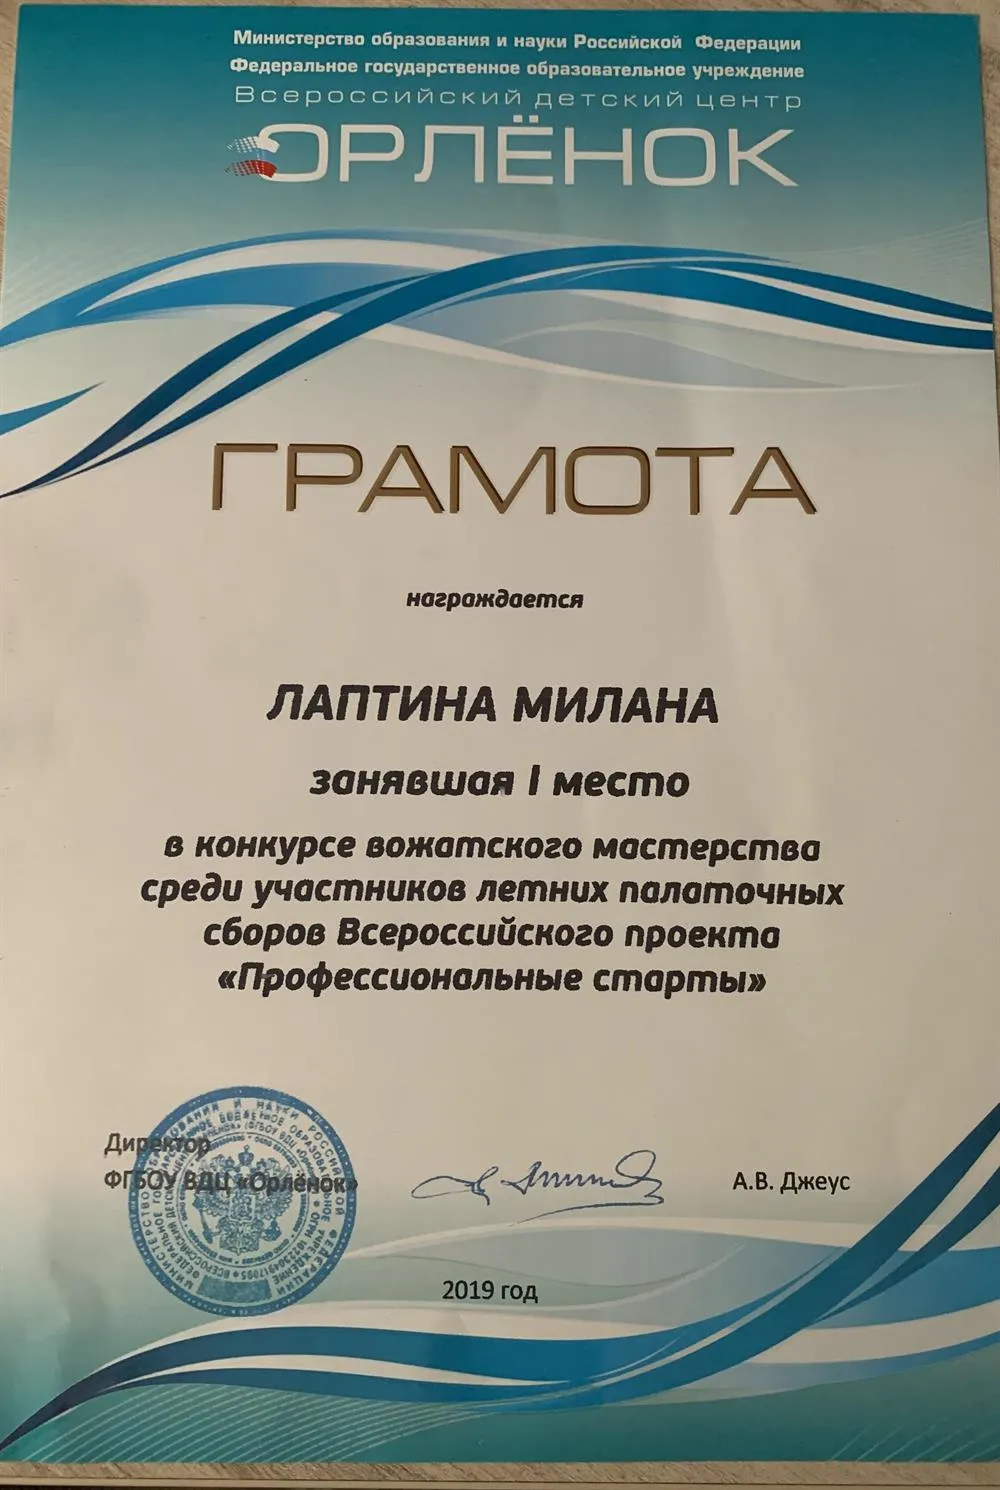 Министерство образования и науки Российской Федерации
Федеральное государственное образовательное учреждение
Всероссийский детский центр
ОРЛЁНОК
ГРАМОТА
награждается
ЛАПТИНА МИЛАНА
занявшая I место
в конкурсе вожатского мастерства
среди участников летних палаточных
сборов Всероссийского проекта
«Профессиональные старты»
Директор
ФГБОУ ВДЦ «Орлёнок»
А.В. Джеус
2019 год